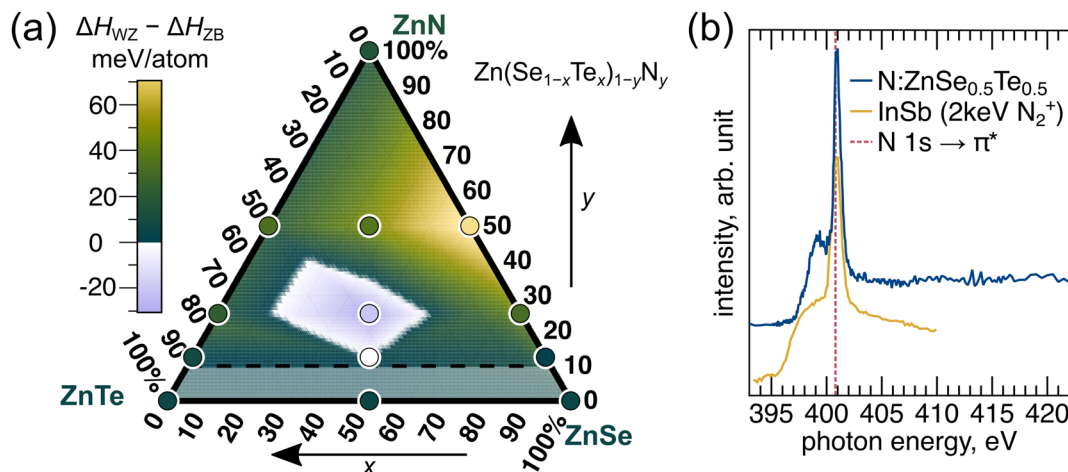 (a)
ΔH_WZ − ΔH_ZB
meV/atom
60
40
20
0
-20
ZnN
Zn(Se₁₋ₓTeₓ)₁₋yNy
y
0
10
20
30
40
50
60
70
80
90
100%
100%
90
80
70
60
50
40
30
20
10
0
ZnTe
ZnSe
0
10
20
30
40
50
60
70
80
90
100%
x
(b)
N:ZnSe₀.₅Te₀.₅
InSb (2keV N₂⁺)
N 1s → π*
intensity, arb. unit
395 400 405 410 415 420
photon energy, eV